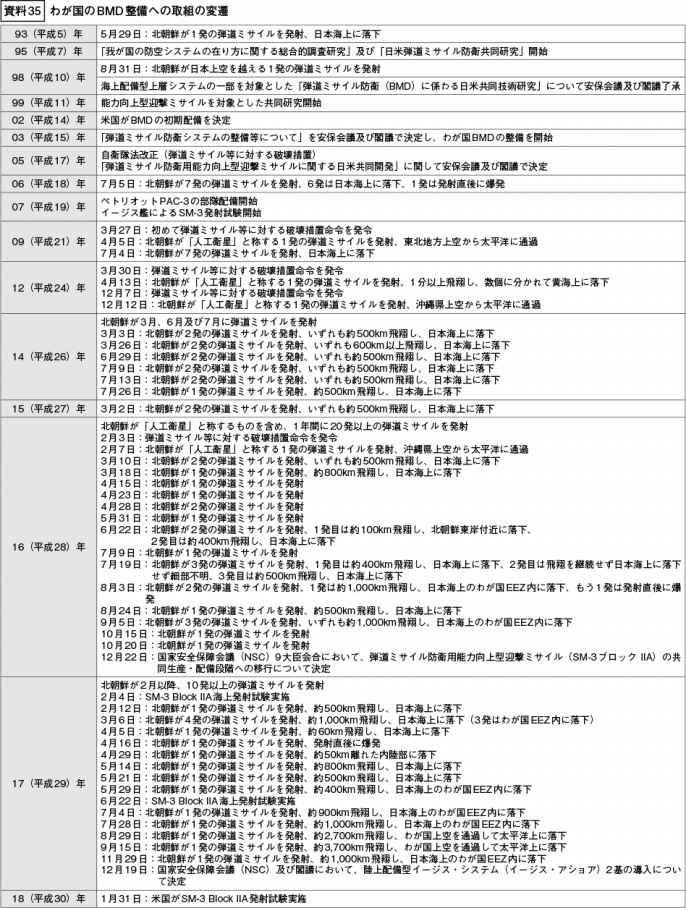 資料35 わが国のBMD整備への取組の変遷
93（平成5）年 5月29日：北朝鮮が1発の弾道ミサイルを発射、日本海上に落下
95（平成7）年 「我が国の防空システムの在り方に関する総合的調査研究」及び「日米弾道ミサイル防衛共同研究」開始
98（平成10）年 8月31日：北朝鮮が日本上空を越える1発の弾道ミサイルを発射
海上配備型上層システムの一部を対象とした「弾道ミサイル防衛（BMD）に係わる日米共同技術研究」について安保会議及び閣議了承
99（平成11）年 能力向上型迎撃ミサイルを対象とした共同研究開始
02（平成14）年 米国がBMDの初期配備を決定
03（平成15）年 「弾道ミサイル防衛システムの整備等について」を安保会議及び閣議で決定し、わが国BMDの整備を開始
05（平成17）年 自衛隊法改正（弾道ミサイル等に対する破壊措置）
「弾道ミサイル防衛用能力向上型迎撃ミサイルに関する日米共同開発」に関して安保会議及び閣議で決定
06（平成18）年 7月5日：北朝鮮が7発の弾道ミサイルを発射、6発は日本海上に落下、1発は発射直後に爆発
07（平成19）年 ペトリオットPAC-3の部隊配備開始
イージス艦によるSM-3発射試験開始
09（平成21）年 3月27日：初めて弾道ミサイル等に対する破壊措置命令を発令
4月5日：北朝鮮が「人工衛星」と称する1発の弾道ミサイルを発射、東北地方上空から太平洋に通過
7月4日：北朝鮮が7発の弾道ミサイルを発射、日本海上に落下
12（平成24）年 3月30日：弾道ミサイル等に対する破壊措置命令を発令
4月13日：北朝鮮が「人工衛星」と称する1発の弾道ミサイルを発射、1分以上飛翔し、数個に分かれて黄海上に落下
12月7日：弾道ミサイル等に対する破壊措置命令を発令
12月12日：北朝鮮が「人工衛星」と称する1発の弾道ミサイルを発射、沖縄県上空から太平洋に通過
14（平成26）年 北朝鮮が3月、6月及び7月に弾道ミサイルを発射
3月3日：北朝鮮が2発の弾道ミサイルを発射、いずれも約500km飛翔し、日本海上に落下
3月26日：北朝鮮が2発の弾道ミサイルを発射、いずれも600km以上飛翔し、日本海上に落下
6月29日：北朝鮮が2発の弾道ミサイルを発射、いずれも約500km飛翔し、日本海上に落下
7月9日：北朝鮮が2発の弾道ミサイルを発射、いずれも約500km飛翔し、日本海上に落下
7月13日：北朝鮮が2発の弾道ミサイルを発射、いずれも約500km飛翔し、日本海上に落下
7月26日：北朝鮮が1発の弾道ミサイルを発射、約500km飛翔し、日本海上に落下
15（平成27）年 3月2日：北朝鮮が2発の弾道ミサイルを発射、いずれも約500km飛翔し、日本海上に落下
16（平成28）年 北朝鮮が「人工衛星」と称するものを含め、1年間に20発以上の弾道ミサイルを発射
2月3日：弾道ミサイル等に対する破壊措置命令を発令
2月7日：北朝鮮が「人工衛星」と称する1発の弾道ミサイルを発射、沖縄県上空から太平洋に通過
3月10日：北朝鮮が2発の弾道ミサイルを発射、いずれも約500km飛翔し、日本海上に落下
3月18日：北朝鮮が1発の弾道ミサイルを発射、約800km飛翔し、日本海上に落下
4月15日：北朝鮮が1発の弾道ミサイルを発射
4月23日：北朝鮮が1発の弾道ミサイルを発射
4月28日：北朝鮮が2発の弾道ミサイルを発射
5月31日：北朝鮮が1発の弾道ミサイルを発射
6月22日：北朝鮮が2発の弾道ミサイルを発射、1発目は約100km飛翔し、北朝鮮東岸付近に落下、
2発目は約400km飛翔し、日本海上に落下
7月9日：北朝鮮が1発の弾道ミサイルを発射
7月19日：北朝鮮が3発の弾道ミサイルを発射、1発目は約400km飛翔し、日本海上に落下、2発目は飛翔を継続せず日本海上に落下
せず細部不明、3発目は約500km飛翔し、日本海上に落下
8月3日：北朝鮮が2発の弾道ミサイルを発射、1発は約1,000km飛翔し、日本海上のわが国EEZ内に落下、もう1発は発射直後に爆
発
8月24日：北朝鮮が1発の弾道ミサイルを発射、約500km飛翔し、日本海上に落下
9月5日：北朝鮮が3発の弾道ミサイルを発射、いずれも約1,000km飛翔し、日本海上のわが国EEZ内に落下
10月15日：北朝鮮が1発の弾道ミサイルを発射
10月20日：北朝鮮が1発の弾道ミサイルを発射
12月22日：国家安全保障会議（NSC）9大臣会合において、弾道ミサイル防衛用能力向上型迎撃ミサイル（SM-3ブロック IIA）の共
同生産・配備段階への移行について決定
17（平成29）年 北朝鮮が2月以降、10発以上の弾道ミサイルを発射
2月4日：SM-3 Block IIA海上発射試験実施
2月12日：北朝鮮が1発の弾道ミサイルを発射、約500km飛翔し、日本海上に落下
3月6日：北朝鮮が4発の弾道ミサイルを発射、約1,000km飛翔し、日本海上に落下（3発はわが国EEZ内に落下）
4月5日：北朝鮮が1発の弾道ミサイルを発射、約60km飛翔し、日本海上に落下
4月16日：北朝鮮が1発の弾道ミサイルを発射、発射直後に爆発
4月29日：北朝鮮が1発の弾道ミサイルを発射、約50km離れた内陸部に落下
5月14日：北朝鮮が1発の弾道ミサイルを発射、約800km飛翔し、日本海上に落下
5月21日：北朝鮮が1発の弾道ミサイルを発射、約500km飛翔し、日本海上に落下
5月29日：北朝鮮が1発の弾道ミサイルを発射、約400km飛翔し、日本海上のわが国EEZ内に落下
6月22日：SM-3 Block IIA海上発射試験実施
7月4日：北朝鮮が1発の弾道ミサイルを発射、約900km飛翔し、日本海上のわが国EEZ内に落下
7月28日：北朝鮮が1発の弾道ミサイルを発射、約1,000km飛翔し、日本海上のわが国EEZ内に落下
8月29日：北朝鮮が1発の弾道ミサイルを発射、約2,700km飛翔し、わが国上空を通過して太平洋上に落下
9月15日：北朝鮮が1発の弾道ミサイルを発射、約3,700km飛翔し、わが国上空を通過して太平洋上に落下
11月29日：北朝鮮が1発の弾道ミサイルを発射、約1,000km飛翔し、日本海上のわが国EEZ内に落下
12月19日：国家安全保障会議（NSC）及び閣議において、陸上配備型イージス・システム（イージス・アショア）2基の導入につい
て決定
18（平成30）年 1月31日：米国がSM-3 Block IIA発射試験実施